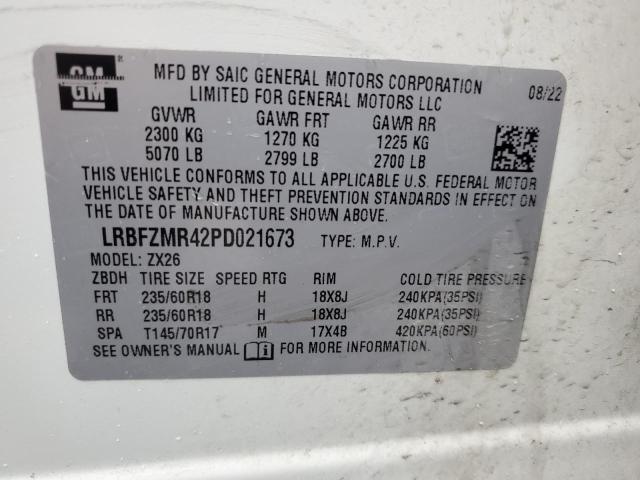 GM
MFD BY SAIC GENERAL MOTORS CORPORATION
LIMITED FOR GENERAL MOTORS LLC
08/22
GVWR GAWR FRT GAWR RR
2300 KG 1270 KG 1225 KG
5070 LB 2799 LB 2700 LB
THIS VEHICLE CONFORMS TO ALL APPLICABLE U.S. FEDERAL MOTOR
VEHICLE SAFETY AND THEFT PREVENTION STANDARDS IN EFFECT ON
THE DATE OF MANUFACTURE SHOWN ABOVE.
LRBFZMR42PD021673 TYPE: M.P.V.
MODEL: ZX26
ZBDH TIRE SIZE SPEED RTG RIM COLD TIRE PRESSURE
FRT 235/60R18 H 18X8J 240KPA(35PSI)
RR 235/60R18 H 18X8J 240KPA(35PSI)
SPA T145/70R17 M 17X4B 420KPA(60PSI)
SEE OWNER'S MANUAL FOR MORE INFORMATION.